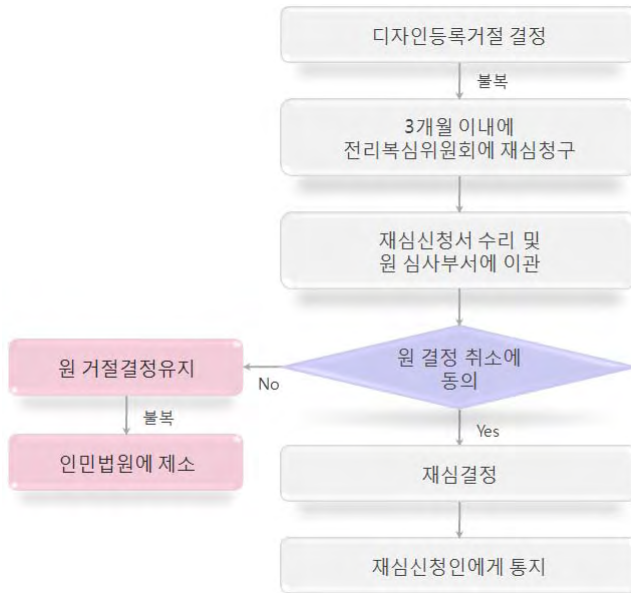 디자인등록거절 결정
불복
3개월 이내에
전리복심위원회에 재심청구
재심신청서 수리 및
원 심사부서에 이관
원 결정 취소에
동의
No
원 거절결정유지
불복
인민법원에 제소
Yes
재심결정
재심신청인에게 통지